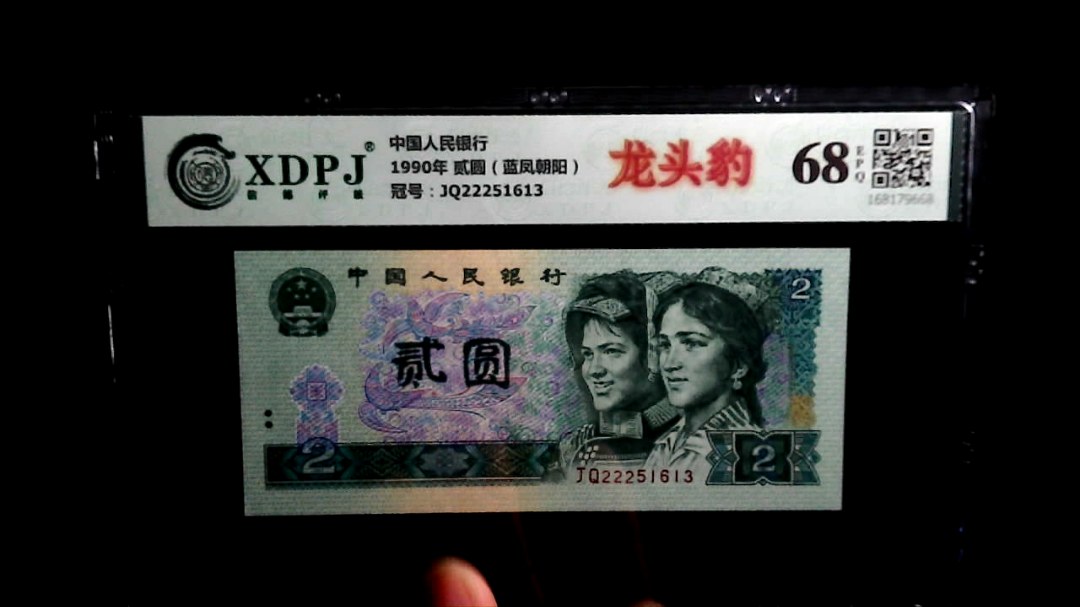 XDPJ®
中国人民银行
1990年 贰圆（蓝凤朝阳）
冠号：JQ22251613
龙头豹
68
EPQ
168179668
中国人民银行
2
贰圆
2
JQ22251613
2